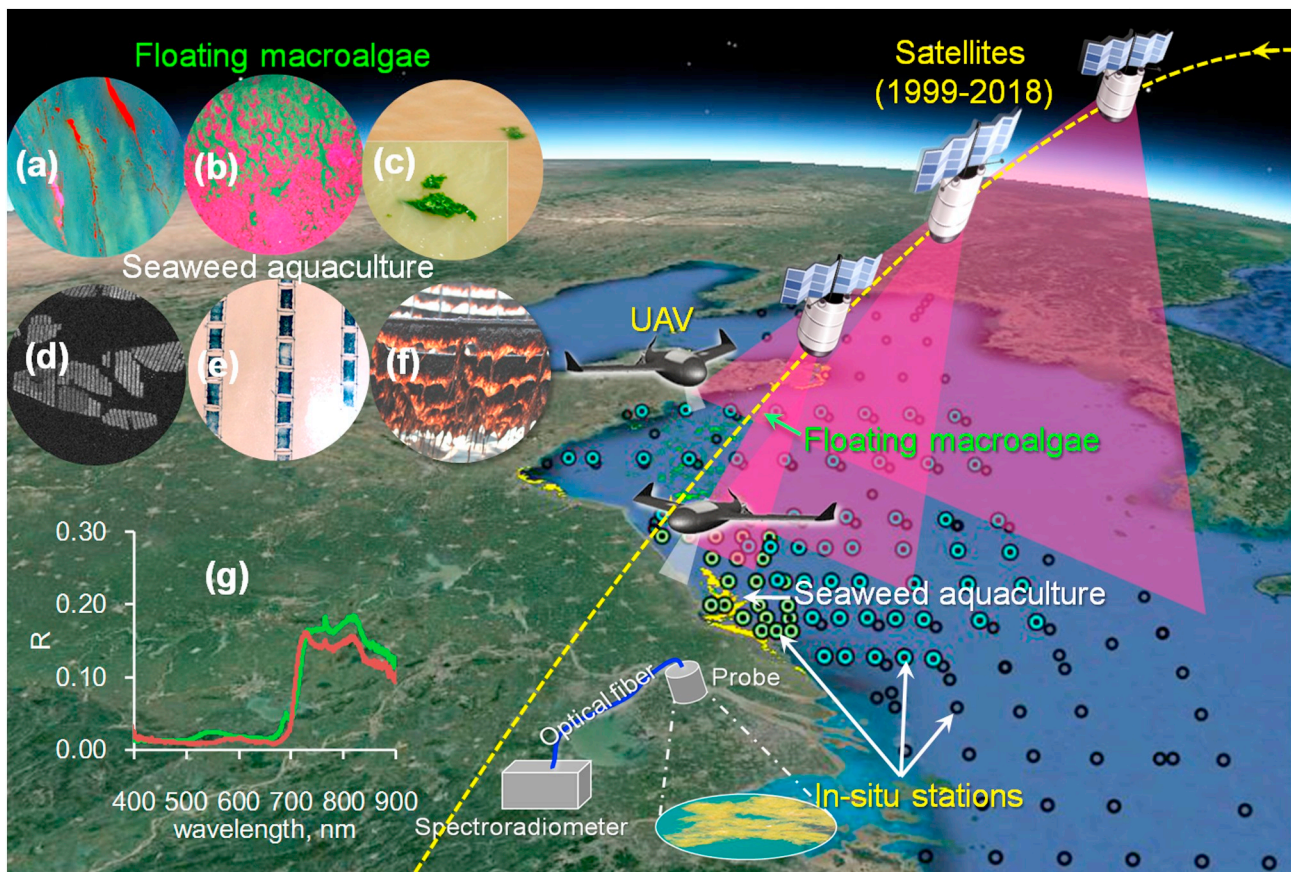 Floating macroalgae
Satellites
(1999-2018)
(a)
(b)
(c)
Seaweed aquaculture
(d)
(e)
(f)
UAV
Floating macroalgae
0.30
(g)
0.20
R
0.10
0.00
400 500 600 700 800 900
wavelength, nm
Seaweed aquaculture
Probe
Optical fiber
Spectroradiometer
In-situ stations